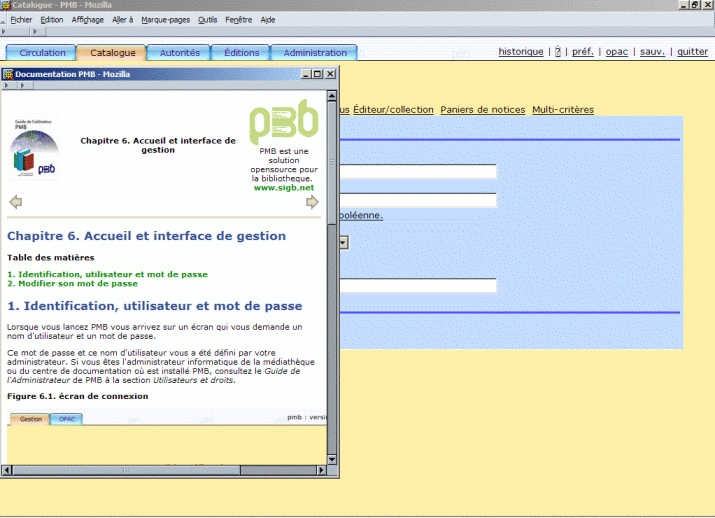 Catalogue - PMB - Mozilla
Fichier Edition Affichage Aller à Marque-pages Outils Fenêtre Aide
Circulation Catalogue Autorités Éditions Administration
historique | ? | préf. | opac | sauv. | quitter
Documentation PMB - Mozilla
us Éditeur/collection Paniers de notices Multi-critères
Guide de l'utilisateur
PMB
pmb
Chapitre 6. Accueil et interface de
gestion
pmb
PMB est une
solution
opensource pour
la bibliotheque.
www.sigb.net
ooléenne.
Chapitre 6. Accueil et interface de gestion
Table des matières
1. Identification, utilisateur et mot de passe
2. Modifier son mot de passe
1. Identification, utilisateur et mot de passe
Lorsque vous lancez PMB vous arrivez sur un écran qui vous demande un
nom d'utilisateur et un mot de passe.
Ce mot de passe et ce nom d'utilisateur vous a été défini par votre
administrateur. Si vous êtes l'administrateur informatique de la médiathèque
ou du centre de documentation où est installé PMB, consultez le Guide de
l'Administrateur de PMB à la section Utilisateurs et droits.
Figure 6.1. écran de connexion
Gestion OPAC
pmb : versi